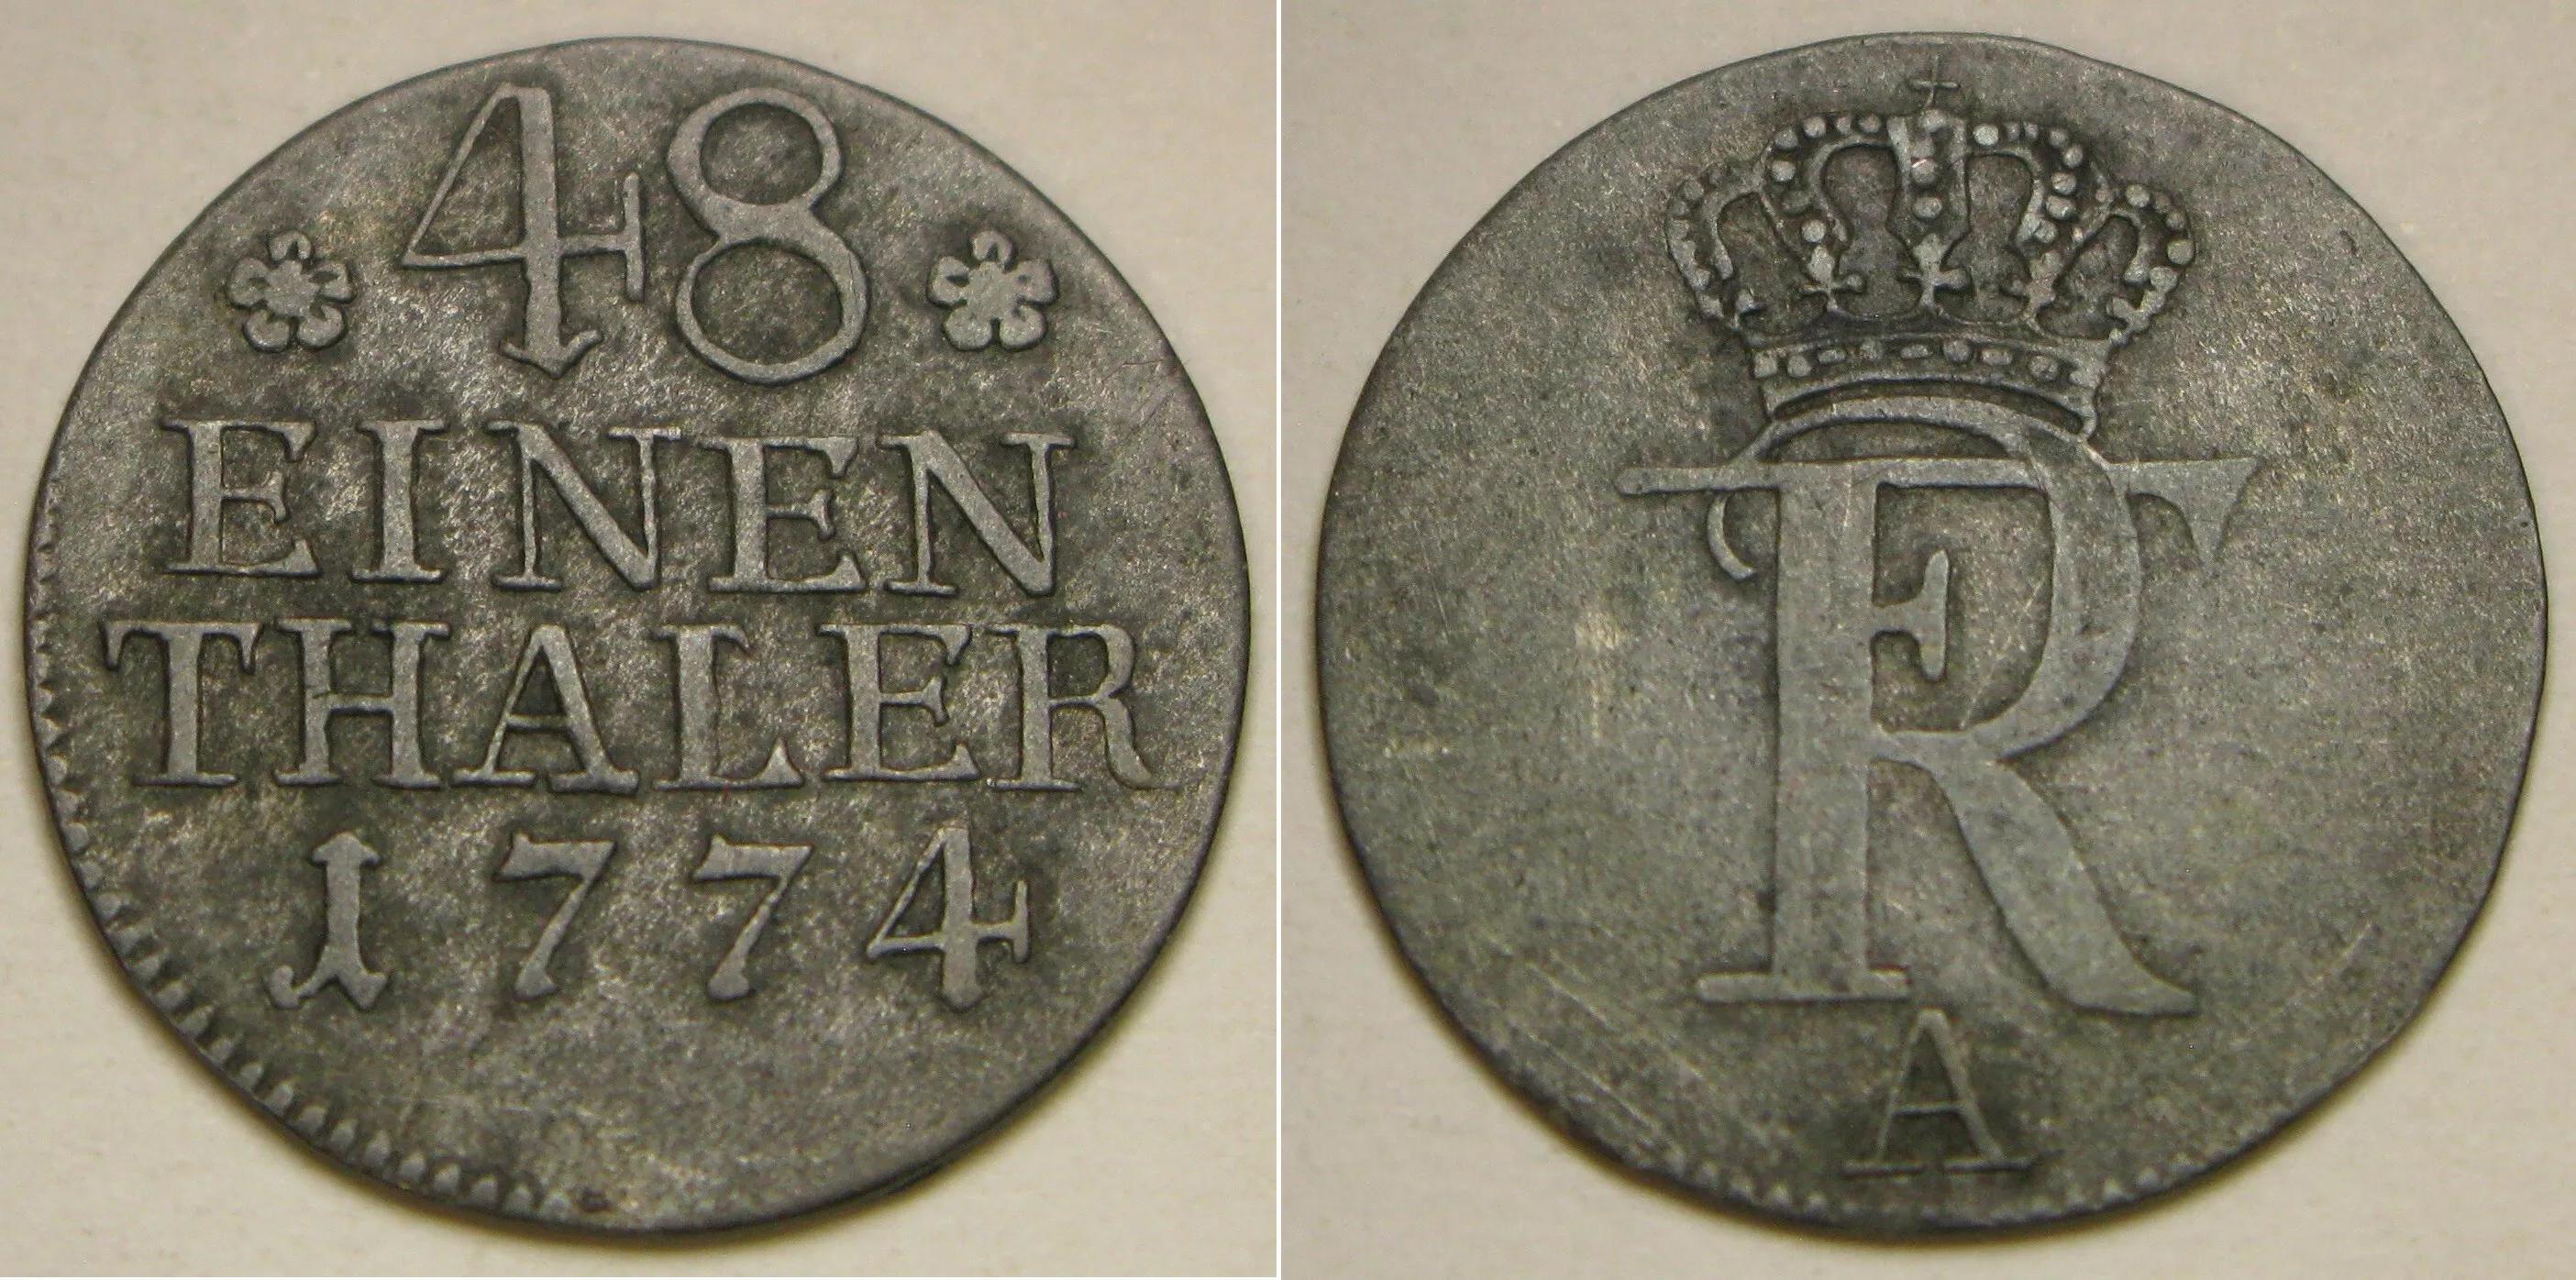 48
EINEN
THALER
1774
FR
A